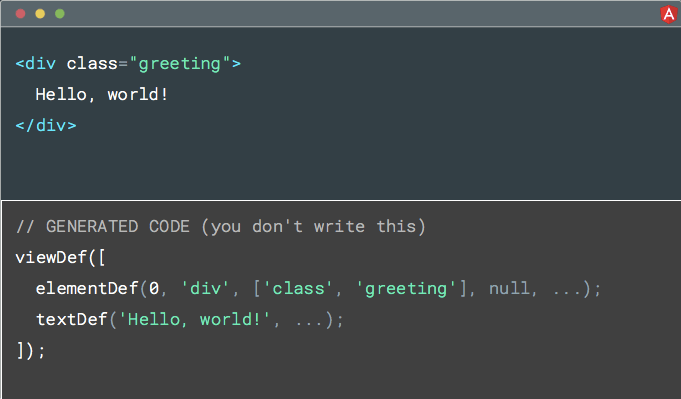 <div class="greeting">
  Hello, world!
</div>
// GENERATED CODE (you don't write this)
viewDef([
  elementDef(0, 'div', ['class', 'greeting'], null, ...);
  textDef('Hello, world!', ...);
]);